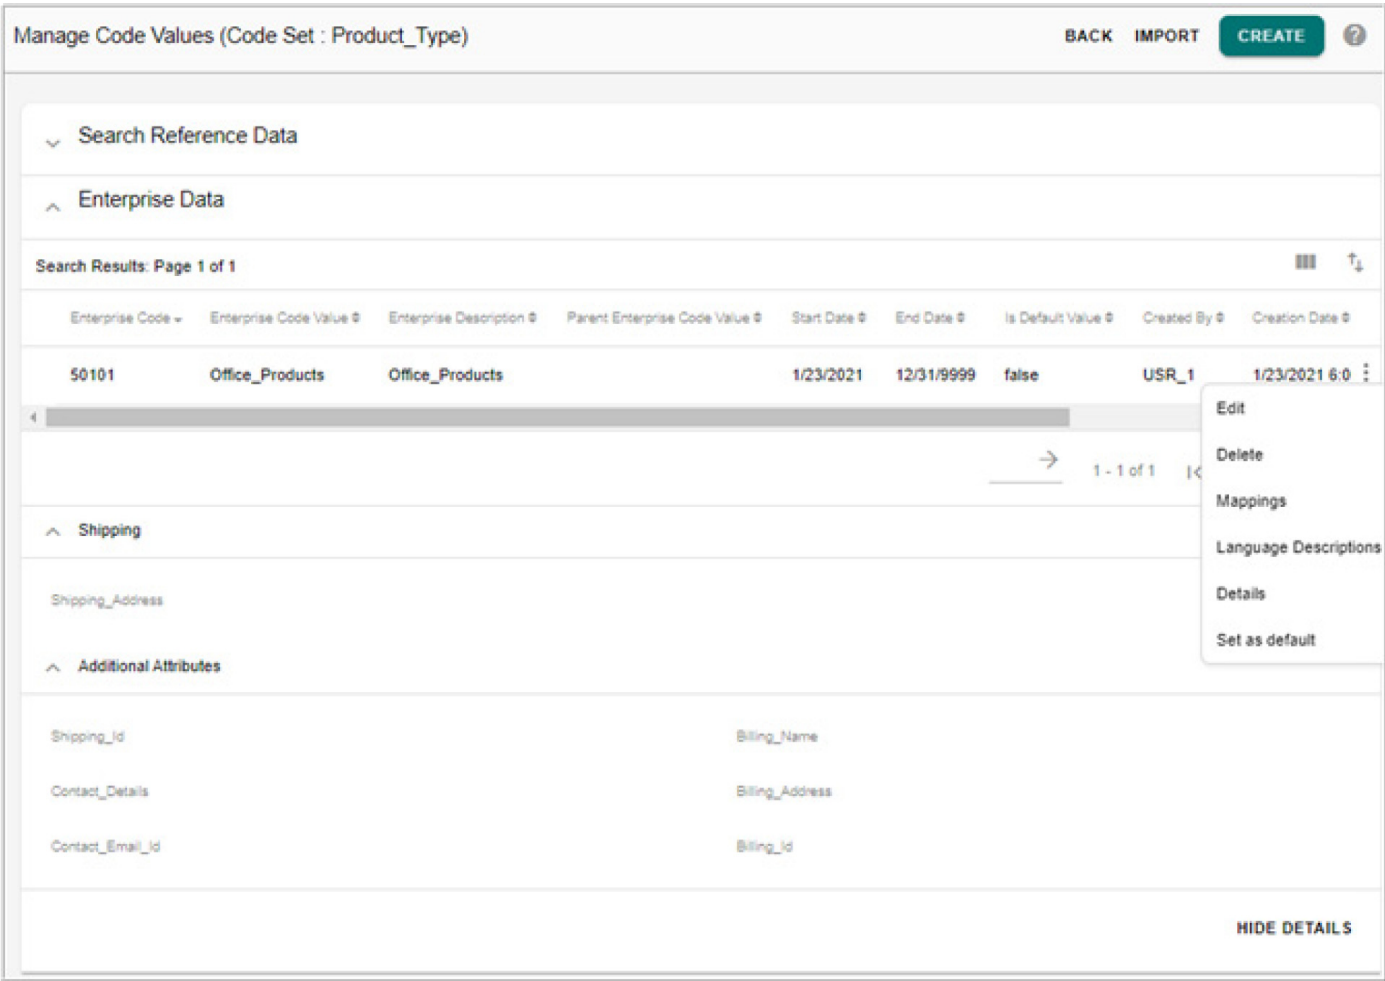 Manage Code Values (Code Set : Product_Type)
BACK IMPORT CREATE ?
Search Reference Data
Enterprise Data
Search Results: Page 1 of 1
Enterprise Code Enterprise Code Value Enterprise Description Parent Enterprise Code Value Start Date End Date Is Default Value Created By Creation Date
50101 Office_Products Office_Products 1/23/2021 12/31/9999 false USR_1 1/23/2021 6:0
Edit
Delete
1 - 1 of 1
Mappings
Shipping
Language Descriptions
Details
Shipping_Address
Set as default
Additional Attributes
Shipping_Id Billing_Name
Contact_Details Billing_Address
Contact_Email_Id Billing_Id
HIDE DETAILS